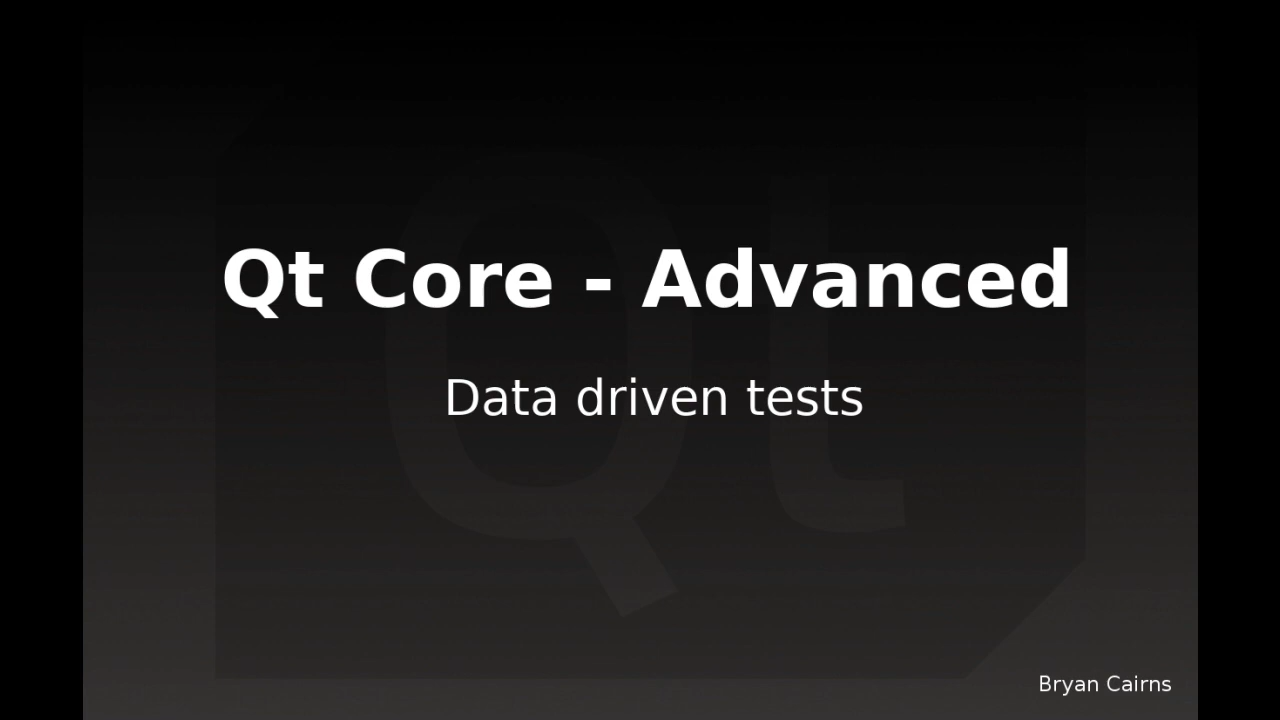 Qt Core - Advanced
Data driven tests
Bryan Cairns